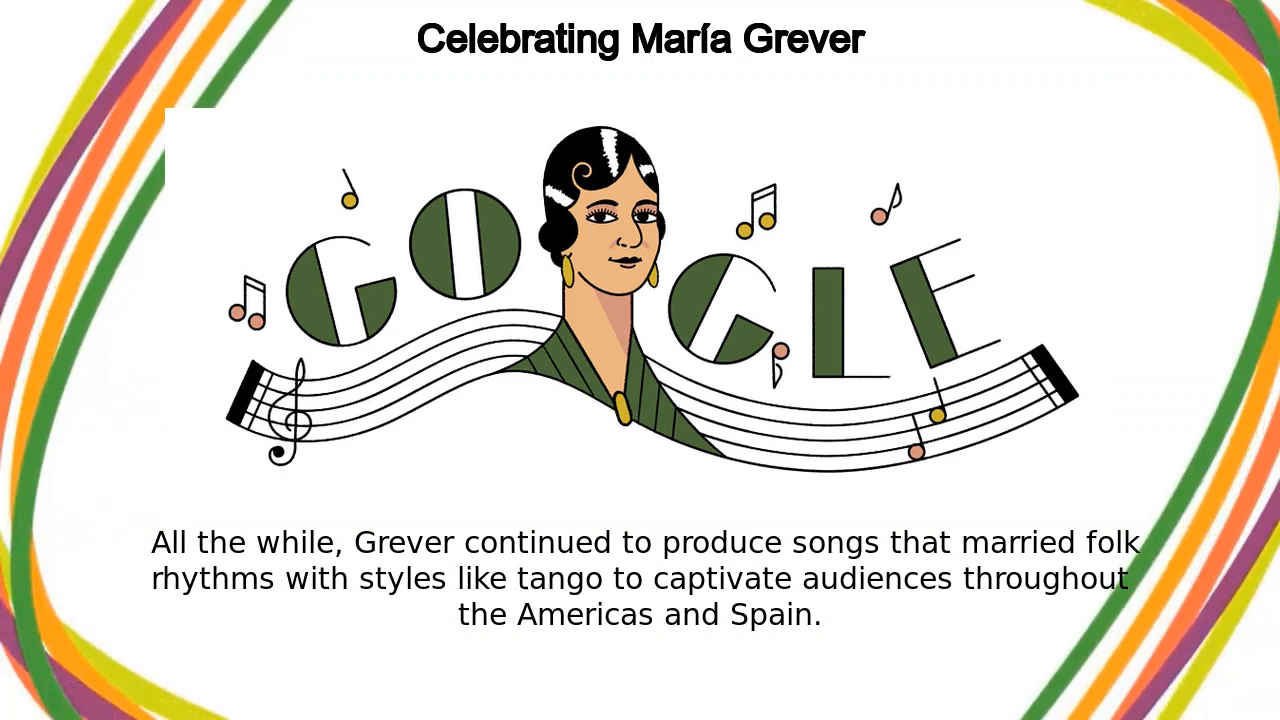 Celebrating María Grever
GOGLE
All the while, Grever continued to produce songs that married folk
rhythms with styles like tango to captivate audiences throughout
the Americas and Spain.